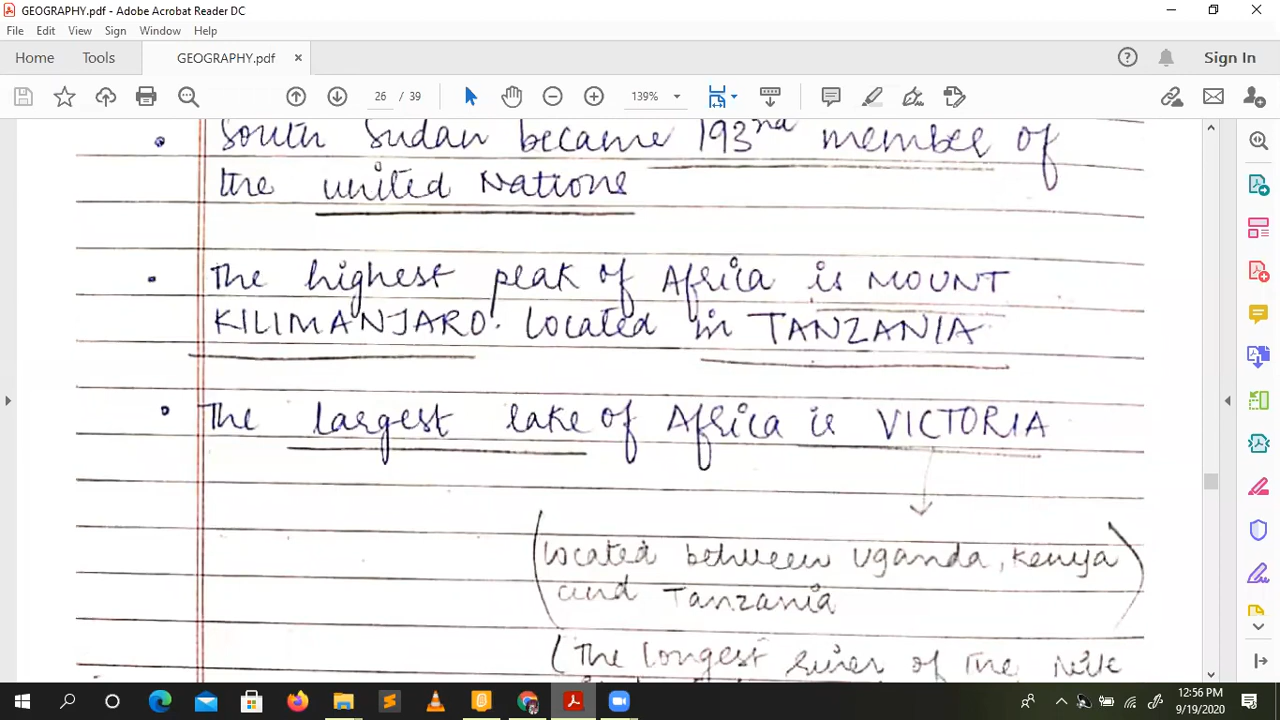 GEOGRAPHY.pdf - Adobe Acrobat Reader DC
File Edit View Sign Window Help
Home Tools GEOGRAPHY.pdf × Sign In
26 / 39 139%
• South Sudan became 193nd member of
the united Nations
• The highest peak of Africa is MOUNT
KILIMANJARO. Located in TANZANIA
• The largest lake of Africa is VICTORIA
(located between Uganda, Kenya
and Tanzania)
(The longest river of the Nile
12:56 PM
9/19/2020